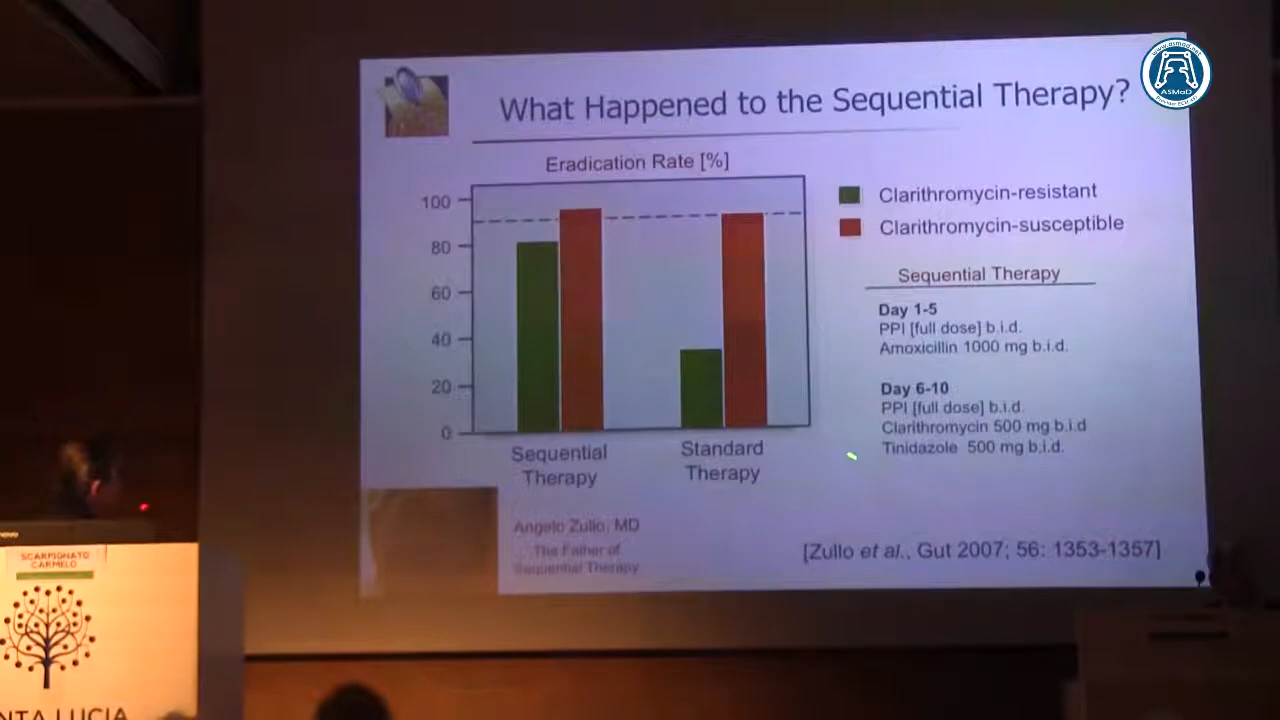 What Happened to the Sequential Therapy?
www.asmad.net
ASMaD
Eradication Rate [%]
100
80
60
40
20
0
Sequential
Therapy
Standard
Therapy
Clarithromycin-resistant
Clarithromycin-susceptible
Sequential Therapy
Day 1-5
PPI [full dose] b.i.d.
Amoxicillin 1000 mg b.i.d.
Day 6-10
PPI [full dose] b.i.d.
Clarithromycin 500 mg b.i.d
Tinidazole 500 mg b.i.d.
Angelo Zullo, MD
The Father of
Sequential Therapy
[Zullo et al., Gut 2007; 56: 1353-1357]
SCARPIGNATO
CARMELO
NTA LUCIA